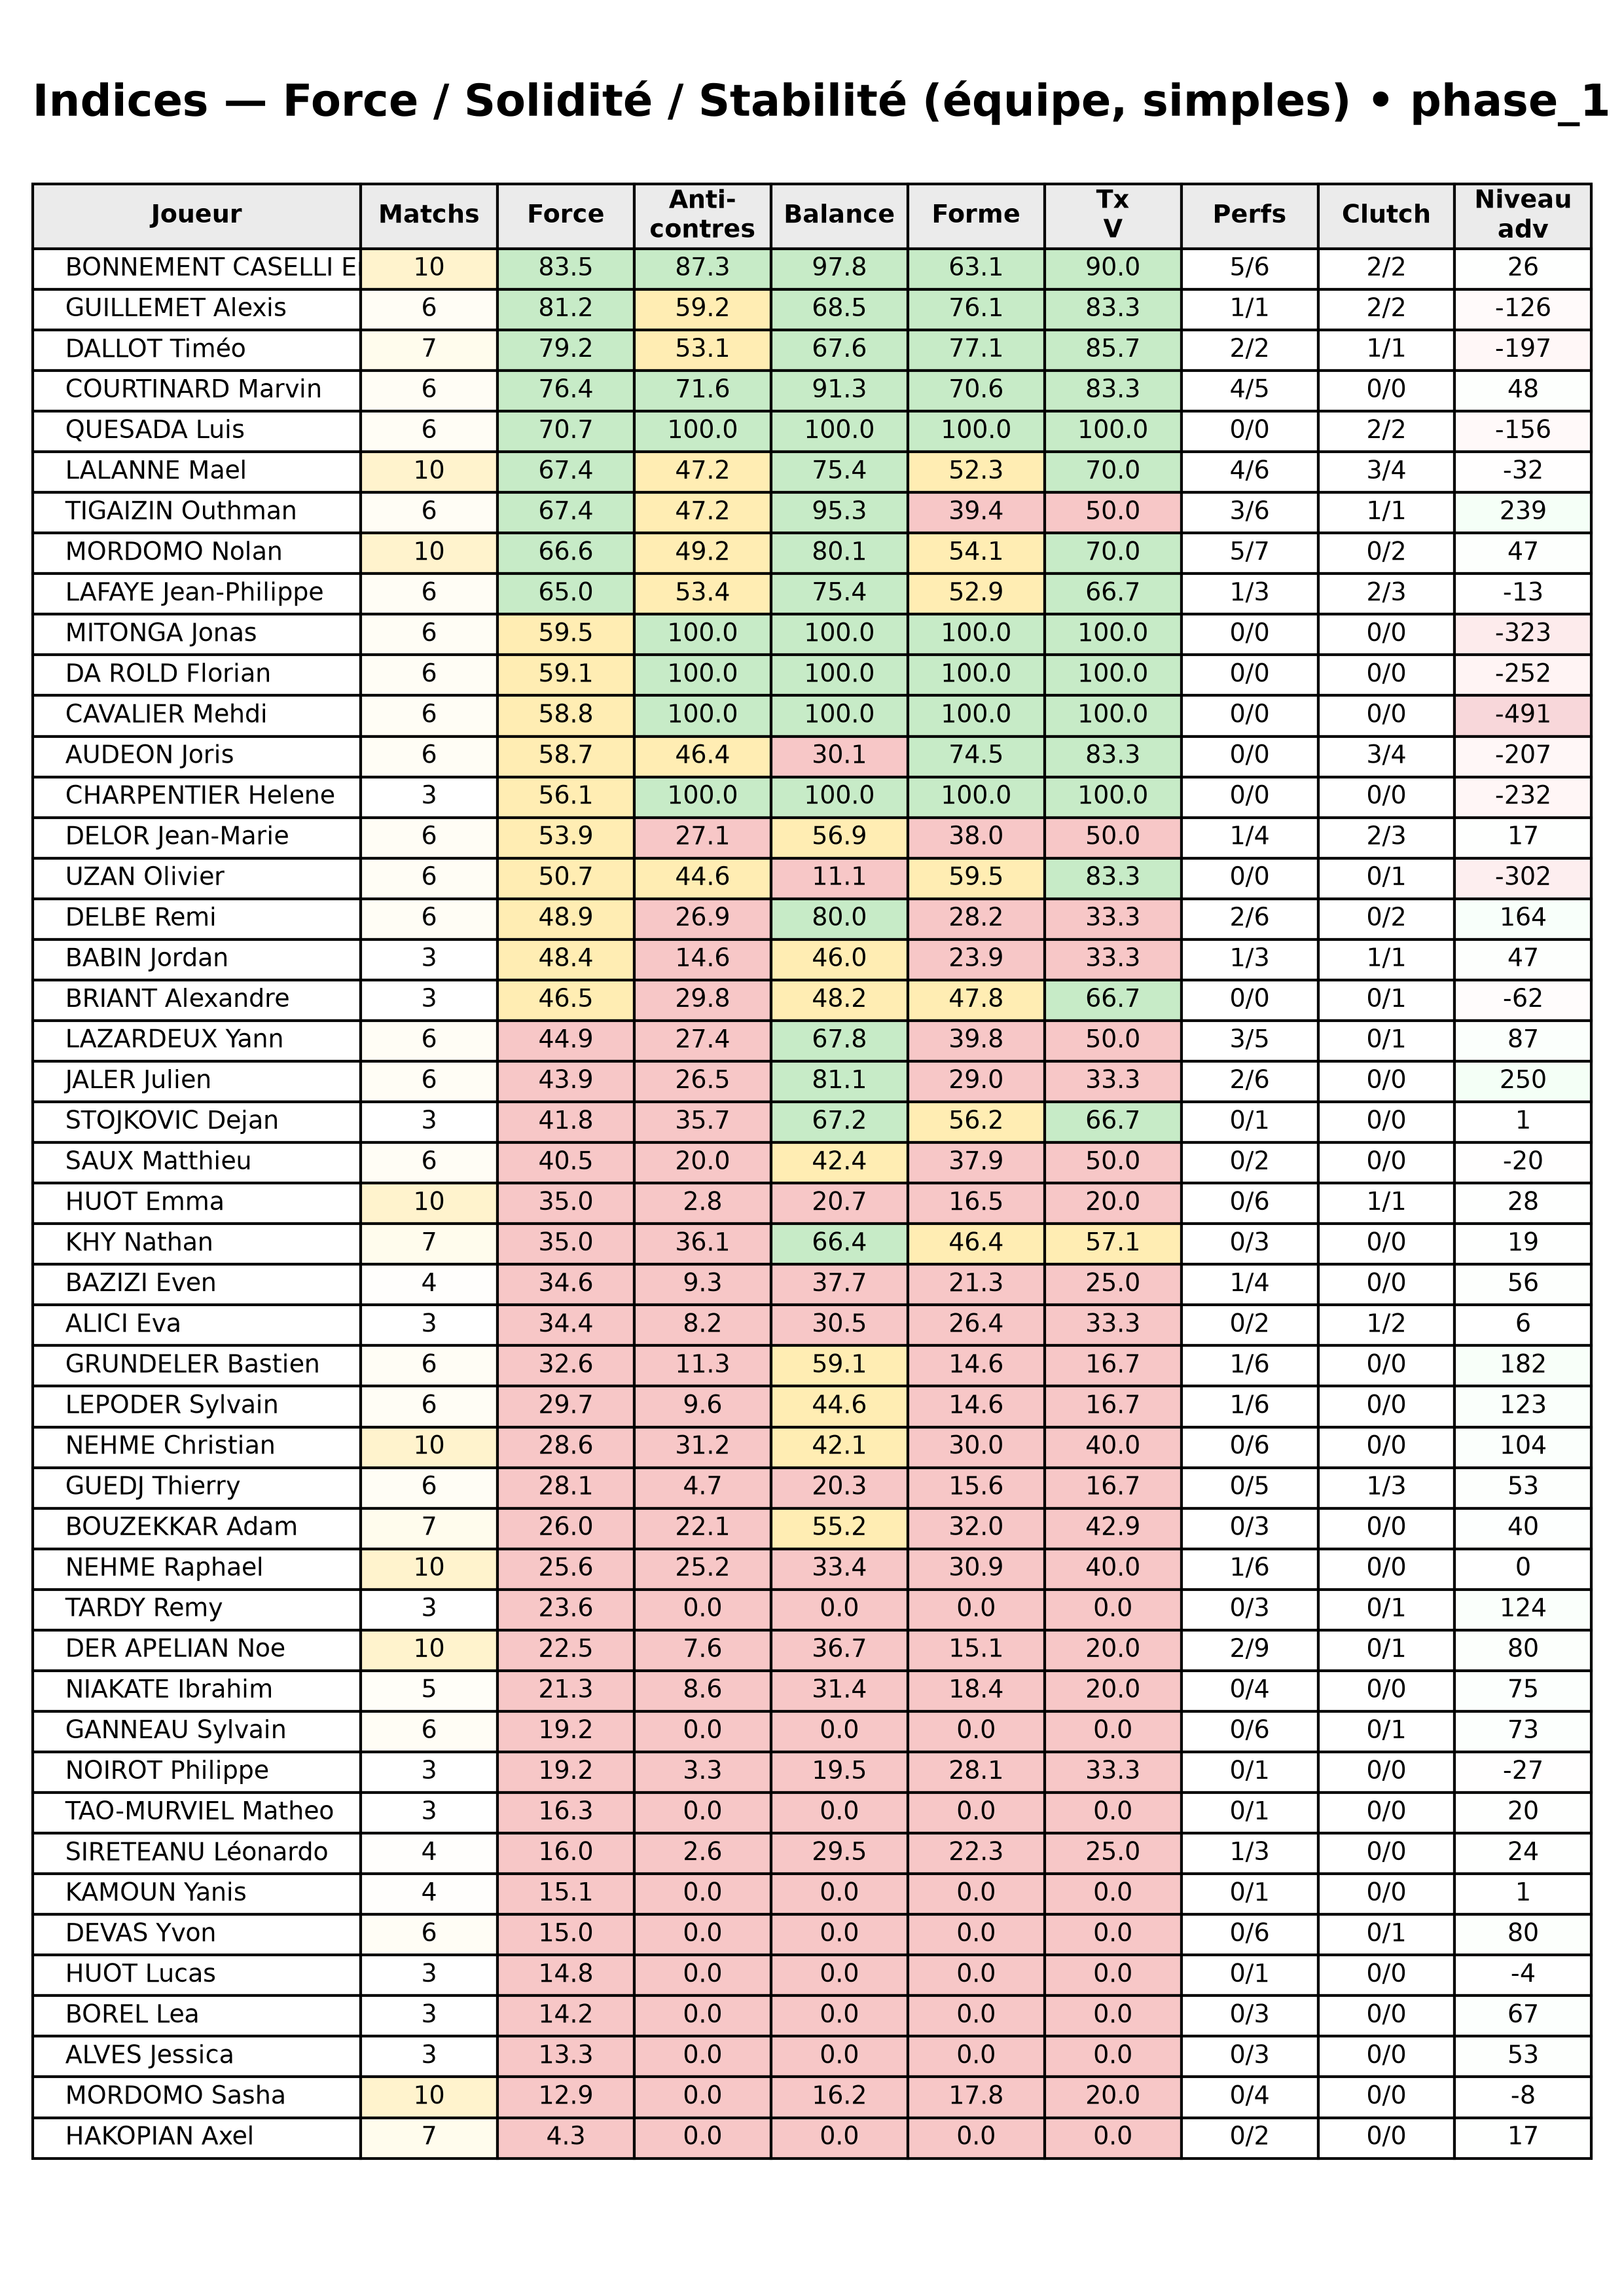 Indices — Force / Solidité / Stabilité (équipe, simples) • phase_1
Joueur Matchs Force Anti-contres Balance Forme Tx V Perfs Clutch Niveau adv
BONNEMENT CASELLI E 10 83.5 87.3 97.8 63.1 90.0 5/6 2/2 26
GUILLEMET Alexis 6 81.2 59.2 68.5 76.1 83.3 1/1 2/2 -126
DALLOT Timéo 7 79.2 53.1 67.6 77.1 85.7 2/2 1/1 -197
COURTINARD Marvin 6 76.4 71.6 91.3 70.6 83.3 4/5 0/0 48
QUESADA Luis 6 70.7 100.0 100.0 100.0 100.0 0/0 2/2 -156
LALANNE Mael 10 67.4 47.2 75.4 52.3 70.0 4/6 3/4 -32
TIGAIZIN Outhman 6 67.4 47.2 95.3 39.4 50.0 3/6 1/1 239
MORDOMO Nolan 10 66.6 49.2 80.1 54.1 70.0 5/7 0/2 47
LAFAYE Jean-Philippe 6 65.0 53.4 75.4 52.9 66.7 1/3 2/3 -13
MITONGA Jonas 6 59.5 100.0 100.0 100.0 100.0 0/0 0/0 -323
DA ROLD Florian 6 59.1 100.0 100.0 100.0 100.0 0/0 0/0 -252
CAVALIER Mehdi 6 58.8 100.0 100.0 100.0 100.0 0/0 0/0 -491
AUDEON Joris 6 58.7 46.4 30.1 74.5 83.3 0/0 3/4 -207
CHARPENTIER Helene 3 56.1 100.0 100.0 100.0 100.0 0/0 0/0 -232
DELOR Jean-Marie 6 53.9 27.1 56.9 38.0 50.0 1/4 2/3 17
UZAN Olivier 6 50.7 44.6 11.1 59.5 83.3 0/0 0/1 -302
DELBE Remi 6 48.9 26.9 80.0 28.2 33.3 2/6 0/2 164
BABIN Jordan 3 48.4 14.6 46.0 23.9 33.3 1/3 1/1 47
BRIANT Alexandre 3 46.5 29.8 48.2 47.8 66.7 0/0 0/1 -62
LAZARDEUX Yann 6 44.9 27.4 67.8 39.8 50.0 3/5 0/1 87
JALER Julien 6 43.9 26.5 81.1 29.0 33.3 2/6 0/0 250
STOJKOVIC Dejan 3 41.8 35.7 67.2 56.2 66.7 0/1 0/0 1
SAUX Matthieu 6 40.5 20.0 42.4 37.9 50.0 0/2 0/0 -20
HUOT Emma 10 35.0 2.8 20.7 16.5 20.0 0/6 1/1 28
KHY Nathan 7 35.0 36.1 66.4 46.4 57.1 0/3 0/0 19
BAZIZI Even 4 34.6 9.3 37.7 21.3 25.0 1/4 0/0 56
ALICI Eva 3 34.4 8.2 30.5 26.4 33.3 0/2 1/2 6
GRUNDELER Bastien 6 32.6 11.3 59.1 14.6 16.7 1/6 0/0 182
LEPODER Sylvain 6 29.7 9.6 44.6 14.6 16.7 1/6 0/0 123
NEHME Christian 10 28.6 31.2 42.1 30.0 40.0 0/6 0/0 104
GUEDJ Thierry 6 28.1 4.7 20.3 15.6 16.7 0/5 1/3 53
BOUZEKKAR Adam 7 26.0 22.1 55.2 32.0 42.9 0/3 0/0 40
NEHME Raphael 10 25.6 25.2 33.4 30.9 40.0 1/6 0/0 0
TARDY Remy 3 23.6 0.0 0.0 0.0 0.0 0/3 0/1 124
DER APELIAN Noe 10 22.5 7.6 36.7 15.1 20.0 2/9 0/1 80
NIAKATE Ibrahim 5 21.3 8.6 31.4 18.4 20.0 0/4 0/0 75
GANNEAU Sylvain 6 19.2 0.0 0.0 0.0 0.0 0/6 0/1 73
NOIROT Philippe 3 19.2 3.3 19.5 28.1 33.3 0/1 0/0 -27
TAO-MURVIEL Matheo 3 16.3 0.0 0.0 0.0 0.0 0/1 0/0 20
SIRETEANU Léonardo 4 16.0 2.6 29.5 22.3 25.0 1/3 0/0 24
KAMOUN Yanis 4 15.1 0.0 0.0 0.0 0.0 0/1 0/0 1
DEVAS Yvon 6 15.0 0.0 0.0 0.0 0.0 0/6 0/1 80
HUOT Lucas 3 14.8 0.0 0.0 0.0 0.0 0/1 0/0 -4
BOREL Lea 3 14.2 0.0 0.0 0.0 0.0 0/3 0/0 67
ALVES Jessica 3 13.3 0.0 0.0 0.0 0.0 0/3 0/0 53
MORDOMO Sasha 10 12.9 0.0 16.2 17.8 20.0 0/4 0/0 -8
HAKOPIAN Axel 7 4.3 0.0 0.0 0.0 0.0 0/2 0/0 17